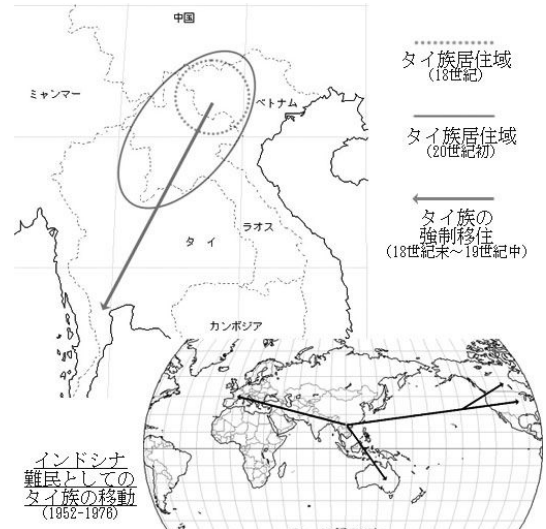 中国
ミャンマー
ベトナム
ラオス
タイ
カンボジア
タイ族居住域
(18世紀)
タイ族居住域
(20世紀初)
タイ族の
強制移住
(18世紀末～19世紀中)
インドシナ
難民としての
タイ族の移動
(1952-1976)